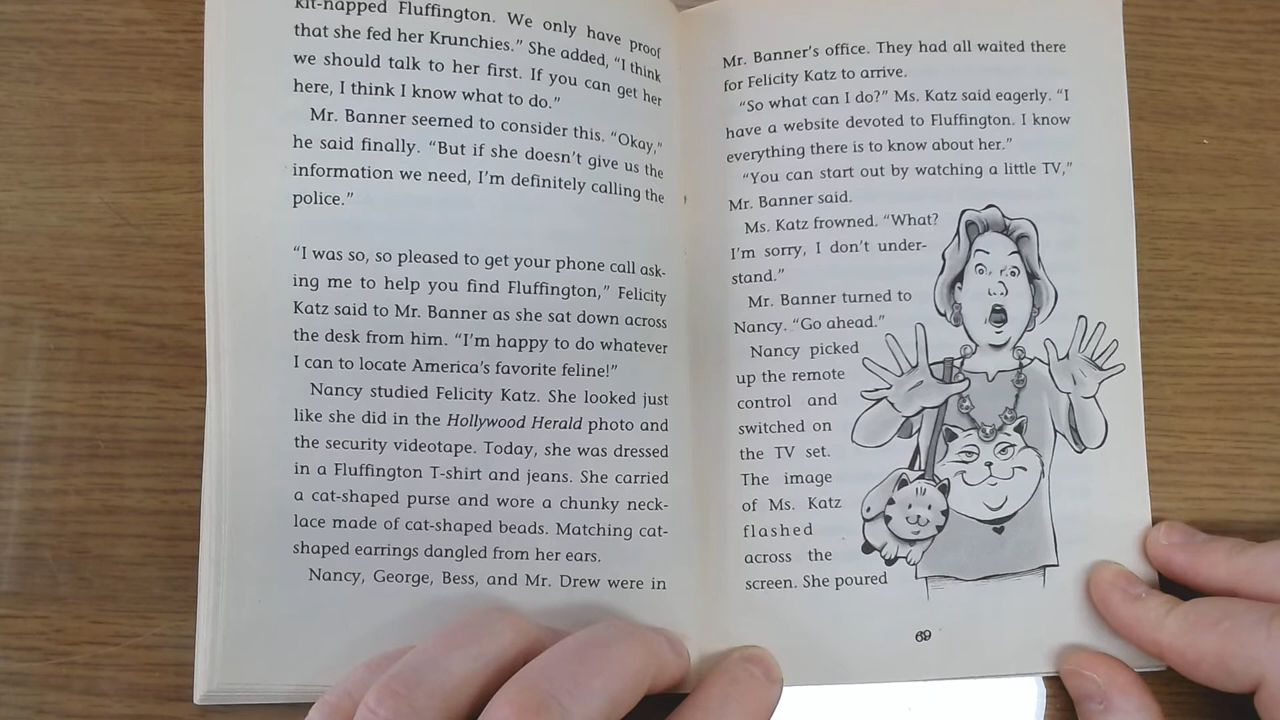 kit-napped Fluffington. We only have proof
that she fed her Krunchies.” She added, “I think
we should talk to her first. If you can get her
here, I think I know what to do.”
Mr. Banner seemed to consider this. “Okay,”
he said finally. “But if she doesn’t give us the
information we need, I’m definitely calling the
police.”
“I was so, so pleased to get your phone call ask-
ing me to help you find Fluffington,” Felicity
Katz said to Mr. Banner as she sat down across
the desk from him. “I’m happy to do whatever
I can to locate America’s favorite feline!”
Nancy studied Felicity Katz. She looked just
like she did in the Hollywood Herald photo and
the security videotape. Today, she was dressed
in a Fluffington T-shirt and jeans. She carried
a cat-shaped purse and wore a chunky neck-
lace made of cat-shaped beads. Matching cat-
shaped earrings dangled from her ears.
Nancy, George, Bess, and Mr. Drew were in
Mr. Banner’s office. They had all waited there
for Felicity Katz to arrive.
“So what can I do?” Ms. Katz said eagerly. “I
have a website devoted to Fluffington. I know
everything there is to know about her.”
“You can start out by watching a little TV,”
Mr. Banner said.
Ms. Katz frowned. “What?
I’m sorry, I don’t under-
stand.”
Mr. Banner turned to
Nancy. “Go ahead.”
Nancy picked
up the remote
control and
switched on
the TV set.
The image
of Ms. Katz
flashed
across the
screen. She poured
69